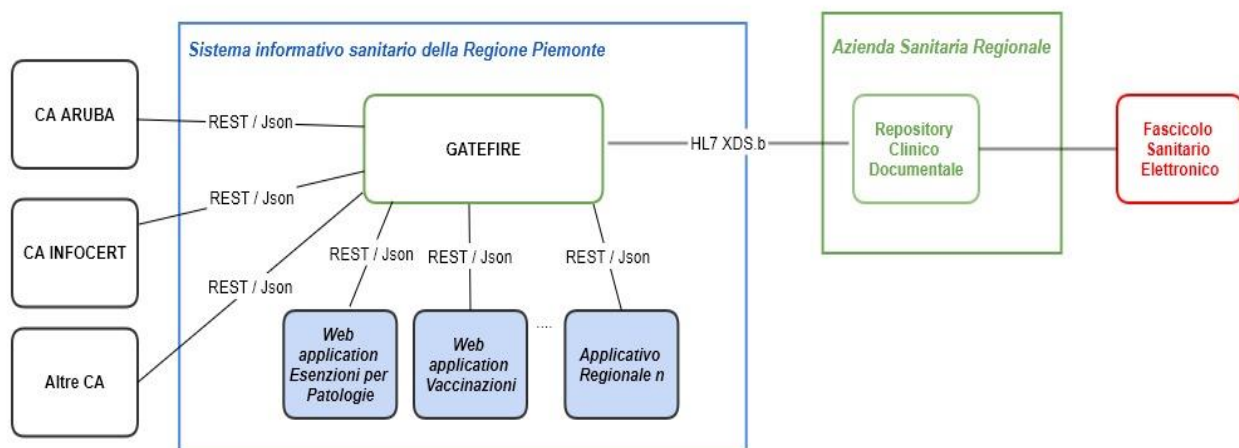 Sistema informativo sanitario della Regione Piemonte
Azienda Sanitaria Regionale
CA ARUBA
REST / Json
GATEFIRE
HL7 XDS.b
Repository
Clinico
Documentale
Fascicolo
Sanitario
Elettronico
CA INFOCERT
REST / Json
REST / Json
Altre CA
REST / Json
REST / Json
REST / Json
Web
application
Esenzioni per
Patologie
Web
application
Vaccinazioni
....
Applicativo
Regionale n